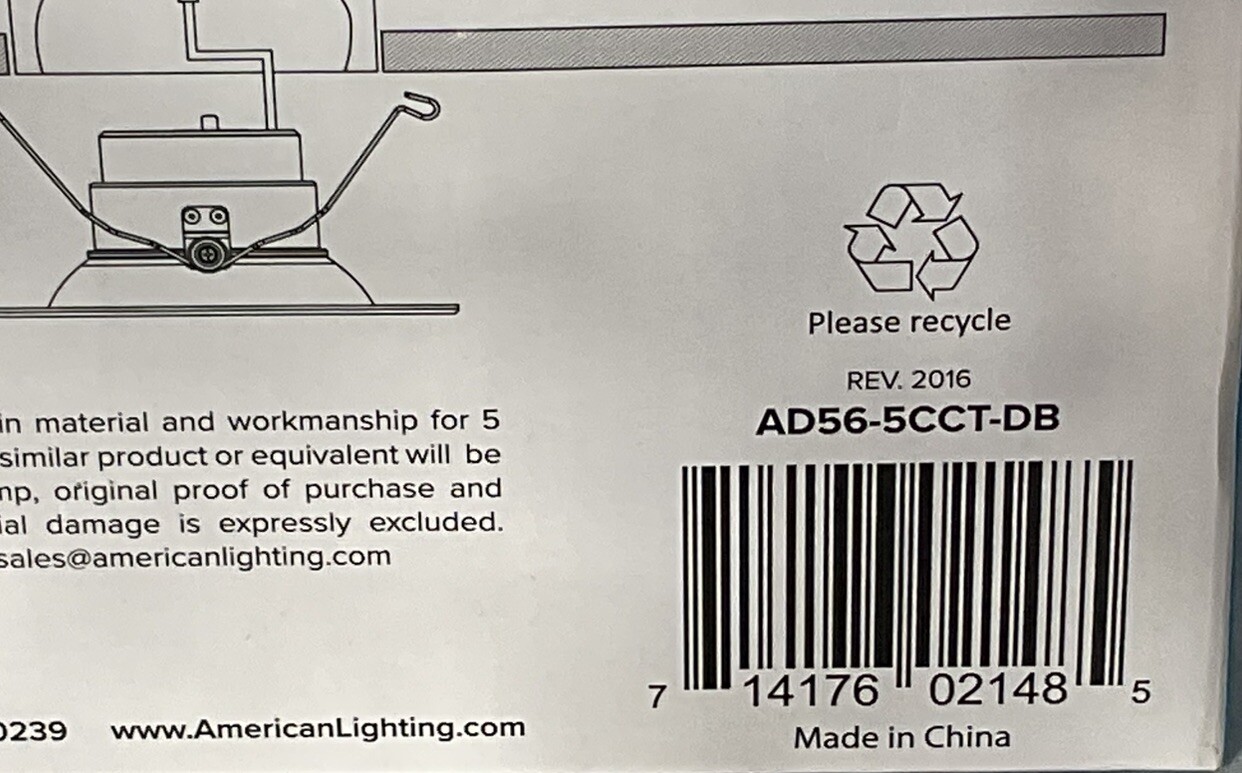 Please recycle
REV. 2016
AD56-5CCT-DB
in material and workmanship for 5
similar product or equivalent will be
original proof of purchase and
damage is expressly excluded.
sales@americanlighting.com
7 14176 02148 5
0239 www.AmericanLighting.com
Made in China